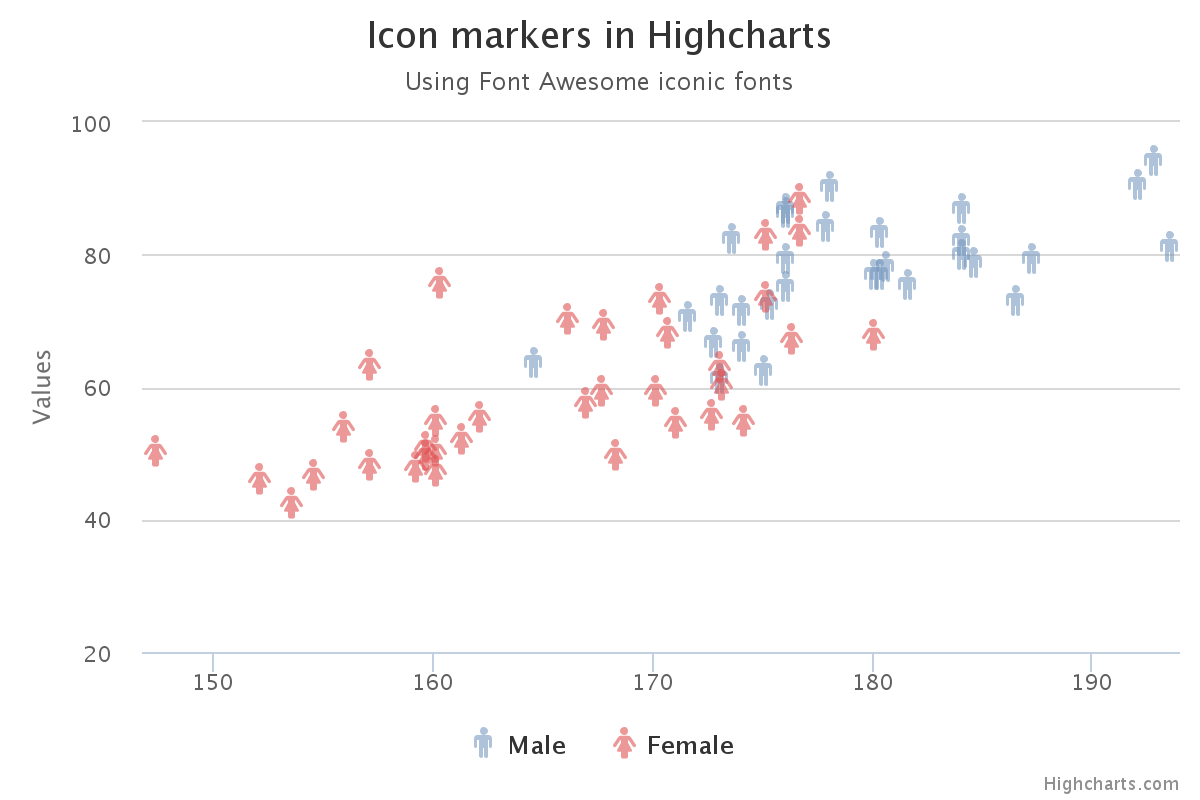 Icon markers in Highcharts
Using Font Awesome iconic fonts
100
80
60
40
20
Values
150 160 170 180 190
Male Female
Highcharts.com